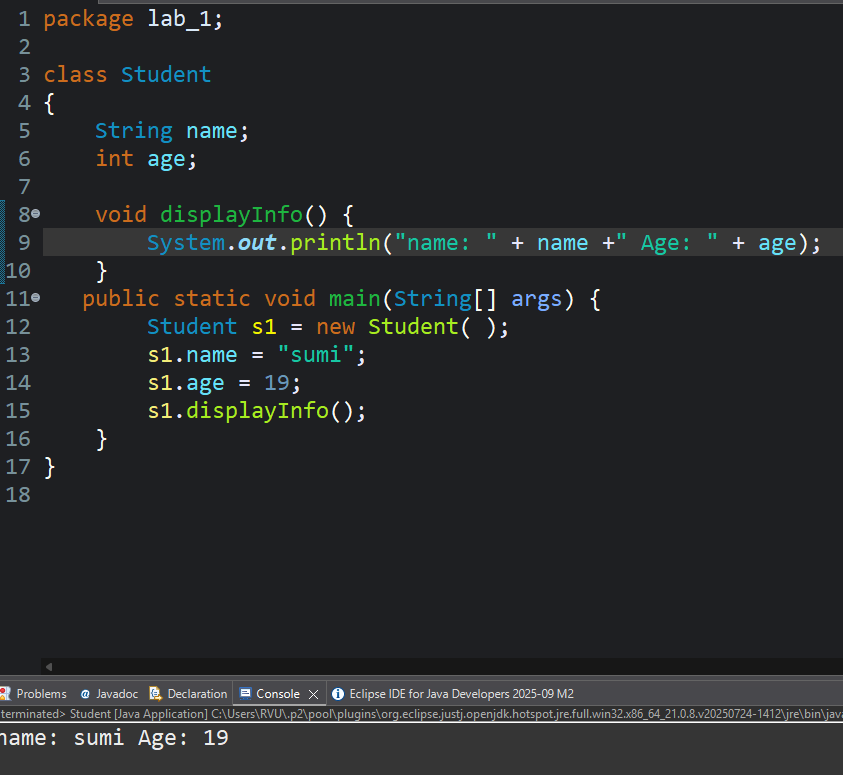 1 package lab_1;
2
3 class Student
4 {
5     String name;
6     int age;
7
8     void displayInfo() {
9         System.out.println("name: " + name +" Age: " + age);
10     }
11    public static void main(String[] args) {
12         Student s1 = new Student( );
13         s1.name = "sumi";
14         s1.age = 19;
15         s1.displayInfo();
16     }
17 }
18
Problems @ Javadoc Declaration Console Eclipse IDE for Java Developers 2025-09 M2
terminated> Student [Java Application] C:\Users\RVU\.p2\pool\plugins\org.eclipse.justj.openjdk.hotspot.jre.full.win32.x86_64_21.0.8.v20250724-1412\jre\bin\java
name: sumi Age: 19